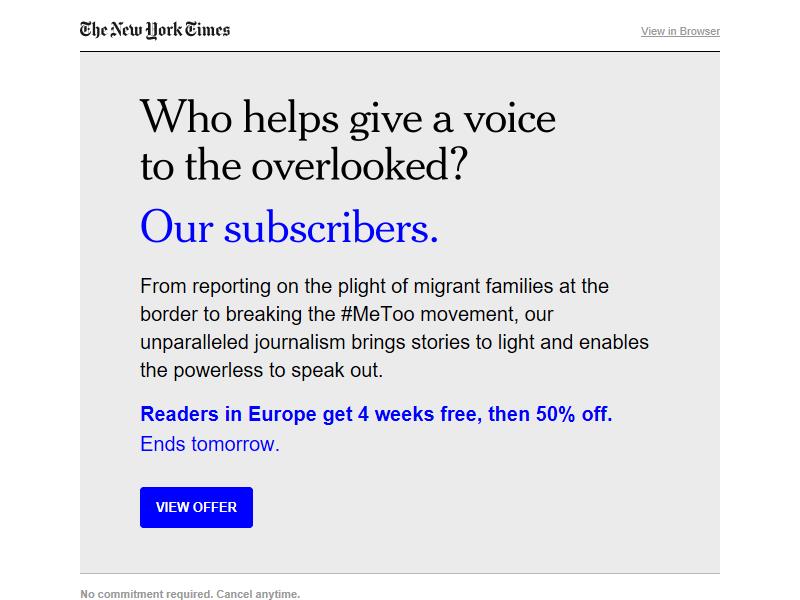 The New York Times
View in Browser
Who helps give a voice
to the overlooked?
Our subscribers.
From reporting on the plight of migrant families at the
border to breaking the #MeToo movement, our
unparalleled journalism brings stories to light and enables
the powerless to speak out.
Readers in Europe get 4 weeks free, then 50% off.
Ends tomorrow.
VIEW OFFER
No commitment required. Cancel anytime.